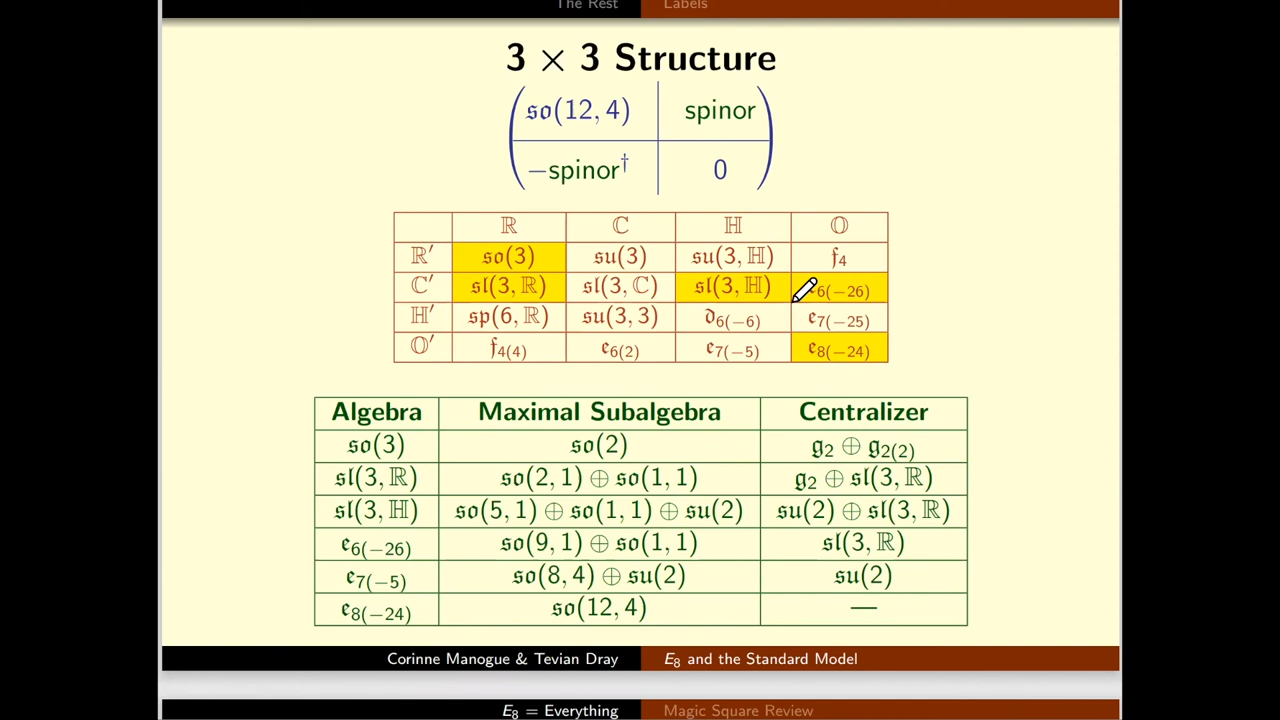 The Rest Labels
3 × 3 Structure
𝔰𝔬(12, 4) spinor
−spinor† 0
ℝ ℂ ℍ 𝕆
ℝ′ 𝔰𝔬(3) 𝔰𝔲(3) 𝔰𝔲(3, ℍ) 𝔣₄
ℂ′ 𝔰𝔩(3, ℝ) 𝔰𝔩(3, ℂ) 𝔰𝔩(3, ℍ) 6(−26)
ℍ′ 𝔰𝔭(6, ℝ) 𝔰𝔲(3, 3) 𝔡6(−6) 𝔢7(−25)
𝕆′ 𝔣4(4) 𝔢6(2) 𝔢7(−5) 𝔢8(−24)
Algebra Maximal Subalgebra Centralizer
𝔰𝔬(3) 𝔰𝔬(2) 𝔤₂ ⊕ 𝔤2(2)
𝔰𝔩(3, ℝ) 𝔰𝔬(2, 1) ⊕ 𝔰𝔬(1, 1) 𝔤₂ ⊕ 𝔰𝔩(3, ℝ)
𝔰𝔩(3, ℍ) 𝔰𝔬(5, 1) ⊕ 𝔰𝔬(1, 1) ⊕ 𝔰𝔲(2) 𝔰𝔲(2) ⊕ 𝔰𝔩(3, ℝ)
𝔢6(−26) 𝔰𝔬(9, 1) ⊕ 𝔰𝔬(1, 1) 𝔰𝔩(3, ℝ)
𝔢7(−5) 𝔰𝔬(8, 4) ⊕ 𝔰𝔲(2) 𝔰𝔲(2)
𝔢8(−24) 𝔰𝔬(12, 4) —
Corinne Manogue & Tevian Dray E₈ and the Standard Model
E₈ = Everything Magic Square Review